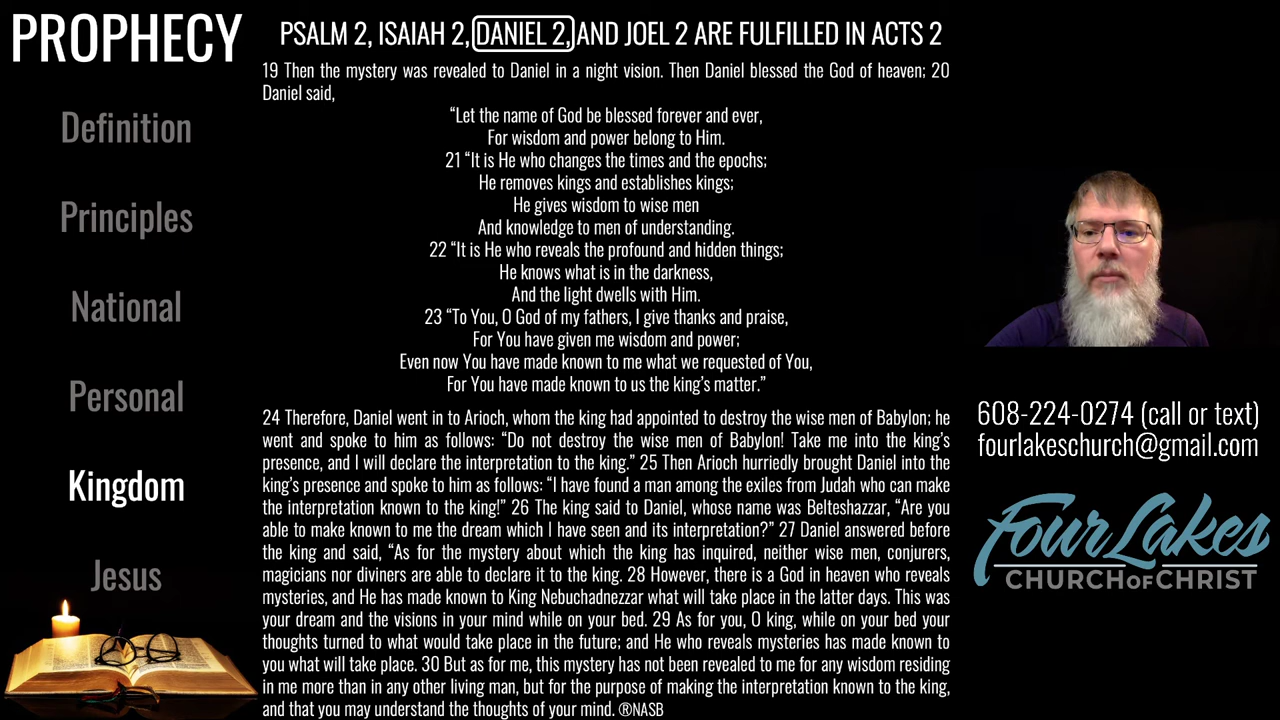 PROPHECY
Definition
Principles
National
Personal
Kingdom
Jesus
PSALM 2, ISAIAH 2, DANIEL 2, AND JOEL 2 ARE FULFILLED IN ACTS 2
19 Then the mystery was revealed to Daniel in a night vision. Then Daniel blessed the God of heaven; 20
Daniel said,
“Let the name of God be blessed forever and ever,
For wisdom and power belong to Him.
21 “It is He who changes the times and the epochs;
He removes kings and establishes kings;
He gives wisdom to wise men
And knowledge to men of understanding.
22 “It is He who reveals the profound and hidden things;
He knows what is in the darkness,
And the light dwells with Him.
23 “To You, O God of my fathers, I give thanks and praise,
For You have given me wisdom and power;
Even now You have made known to me what we requested of You,
For You have made known to us the king’s matter.”
24 Therefore, Daniel went in to Arioch, whom the king had appointed to destroy the wise men of Babylon; he
went and spoke to him as follows: “Do not destroy the wise men of Babylon! Take me into the king’s
presence, and I will declare the interpretation to the king.” 25 Then Arioch hurriedly brought Daniel into the
king’s presence and spoke to him as follows: “I have found a man among the exiles from Judah who can make
the interpretation known to the king!” 26 The king said to Daniel, whose name was Belteshazzar, “Are you
able to make known to me the dream which I have seen and its interpretation?” 27 Daniel answered before
the king and said, “As for the mystery about which the king has inquired, neither wise men, conjurers,
magicians nor diviners are able to declare it to the king. 28 However, there is a God in heaven who reveals
mysteries, and He has made known to King Nebuchadnezzar what will take place in the latter days. This was
your dream and the visions in your mind while on your bed. 29 As for you, O king, while on your bed your
thoughts turned to what would take place in the future; and He who reveals mysteries has made known to
you what will take place. 30 But as for me, this mystery has not been revealed to me for any wisdom residing
in me more than in any other living man, but for the purpose of making the interpretation known to the king,
and that you may understand the thoughts of your mind. ®NASB
608-224-0274 (call or text)
fourlakeschurch@gmail.com
Four Lakes
CHURCH OF CHRIST